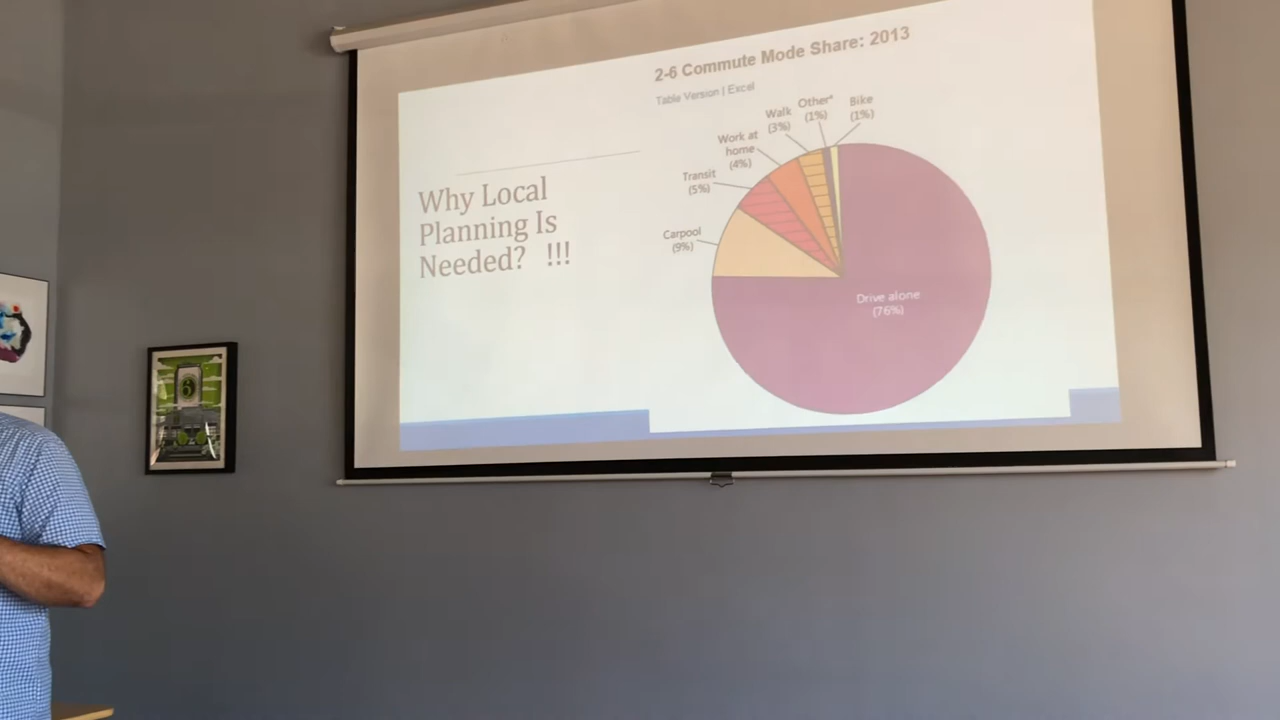 2-6 Commute Mode Share: 2013
Table Version | Excel
Why Local
Planning Is
Needed? !!!
Other*
(1%)
Bike
(1%)
Walk
(3%)
Work at
home
(4%)
Transit
(5%)
Carpool
(9%)
Drive alone
(76%)